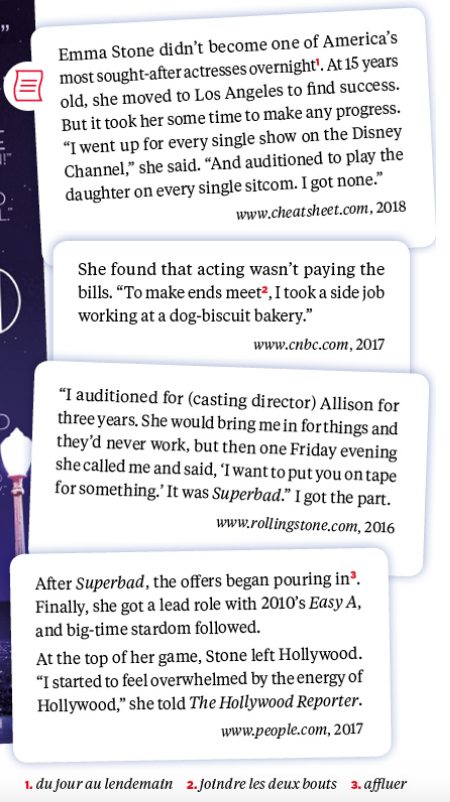 ”
Emma Stone didn’t become one of America’s
most sought-after actresses overnight¹. At 15 years
old, she moved to Los Angeles to find success.
But it took her some time to make any progress.
“I went up for every single show on the Disney
Channel,” she said. “And auditioned to play the
daughter on every single sitcom. I got none.”
www.cheatsheet.com, 2018
She found that acting wasn’t paying the
bills. “To make ends meet², I took a side job
working at a dog-biscuit bakery.”
www.cnbc.com, 2017
“I auditioned for (casting director) Allison for
three years. She would bring me in for things and
they’d never work, but then one Friday evening
she called me and said, ‘I want to put you on tape
for something.’ It was Superbad.” I got the part.
www.rollingstone.com, 2016
After Superbad, the offers began pouring in³.
Finally, she got a lead role with 2010’s Easy A,
and big-time stardom followed.
At the top of her game, Stone left Hollywood.
“I started to feel overwhelmed by the energy of
Hollywood,” she told The Hollywood Reporter.
www.people.com, 2017
1. du jour au lendemain 2. joindre les deux bouts 3. affluer